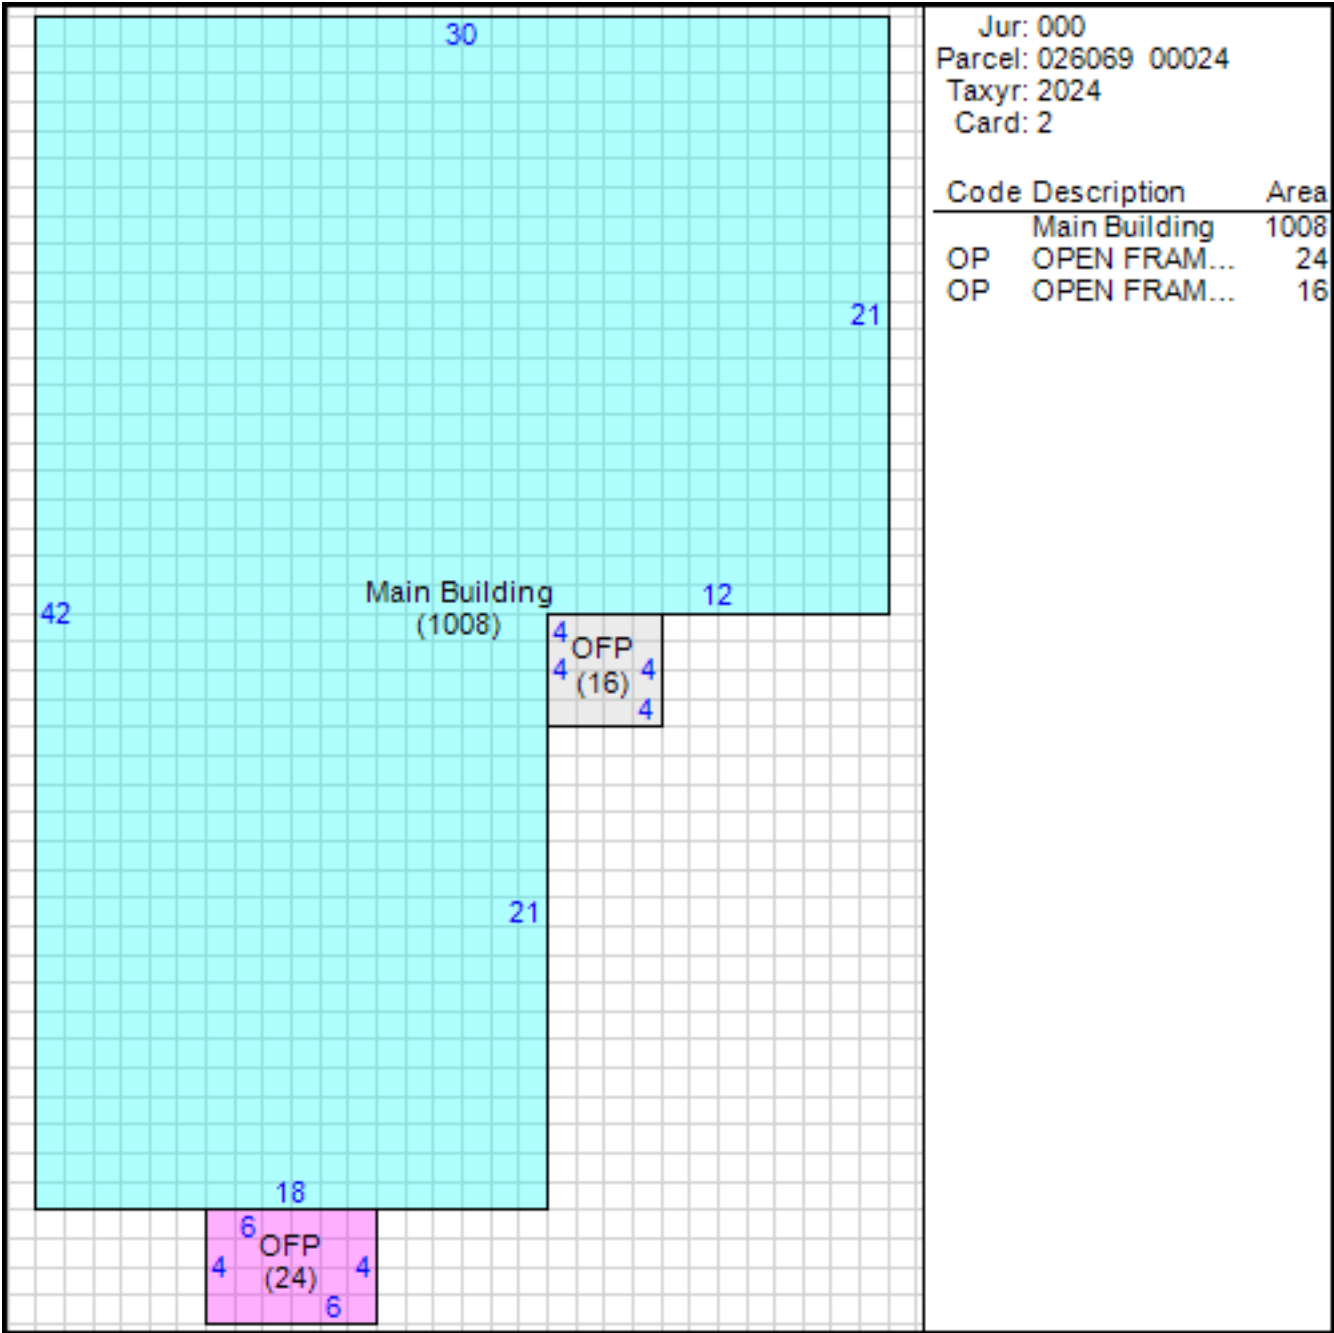 30
21
12
Main Building
(1008)
42
4
OFP
4
4
(16)
4
21
18
6
OFP
4
4
(24)
6
Jur: 000
Parcel: 026069 00024
Taxyr: 2024
Card: 2
Code Description Area
Main Building 1008
OP OPEN FRAM... 24
OP OPEN FRAM... 16